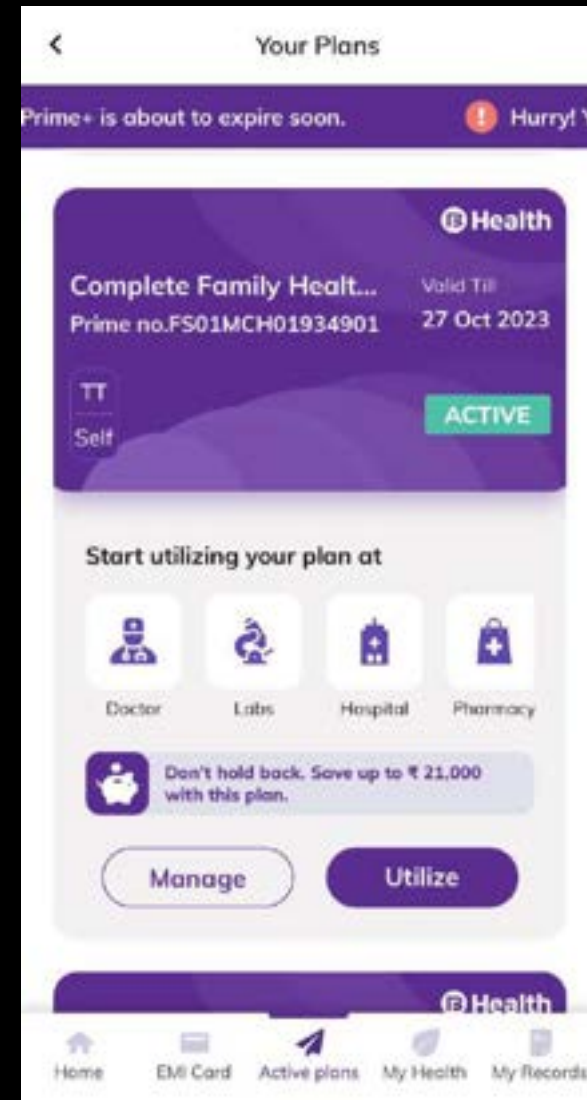 Your Plans
Prime+ is about to expire soon.
! Hurry! Y
Health
Complete Family Healt...
Valid Till
Prime no.FS01MCH01934901
27 Oct 2023
TT
Self
ACTIVE
Start utilizing your plan at
Doctor
Labs
Hospital
Pharmacy
Don't hold back. Save up to ₹ 21,000
with this plan.
Manage
Utilize
Health
Home
EMI Card
Active plans
My Health
My Records